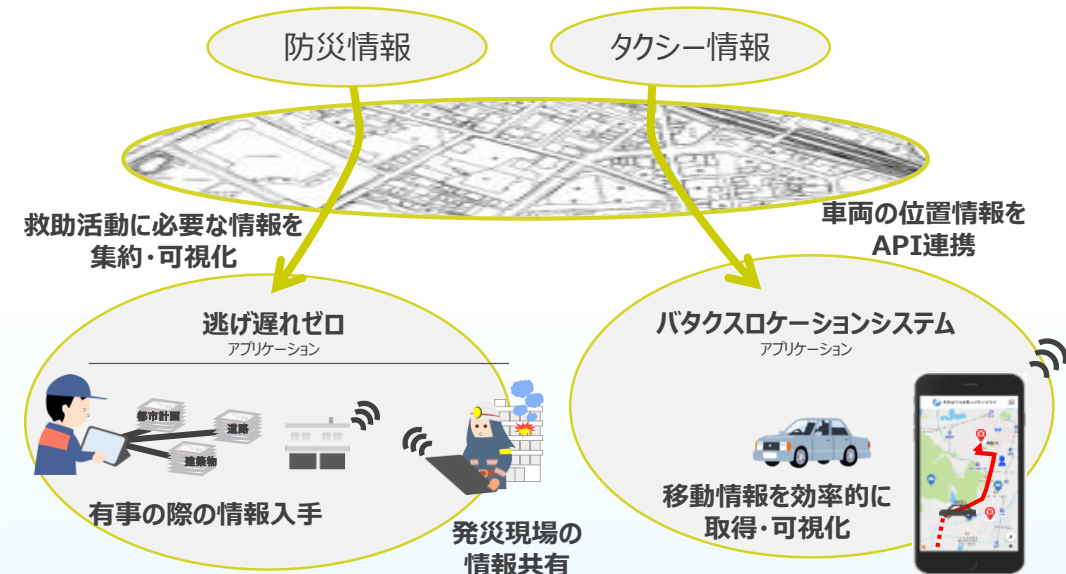 防災情報
タクシー情報
救助活動に必要な情報を
集約・可視化
車両の位置情報を
API連携
逃げ遅れゼロ
アプリケーション
都市計画
道路
建築物
有事の際の情報入手
発災現場の
情報共有
バタクスロケーションシステム
アプリケーション
移動情報を効率的に
取得・可視化